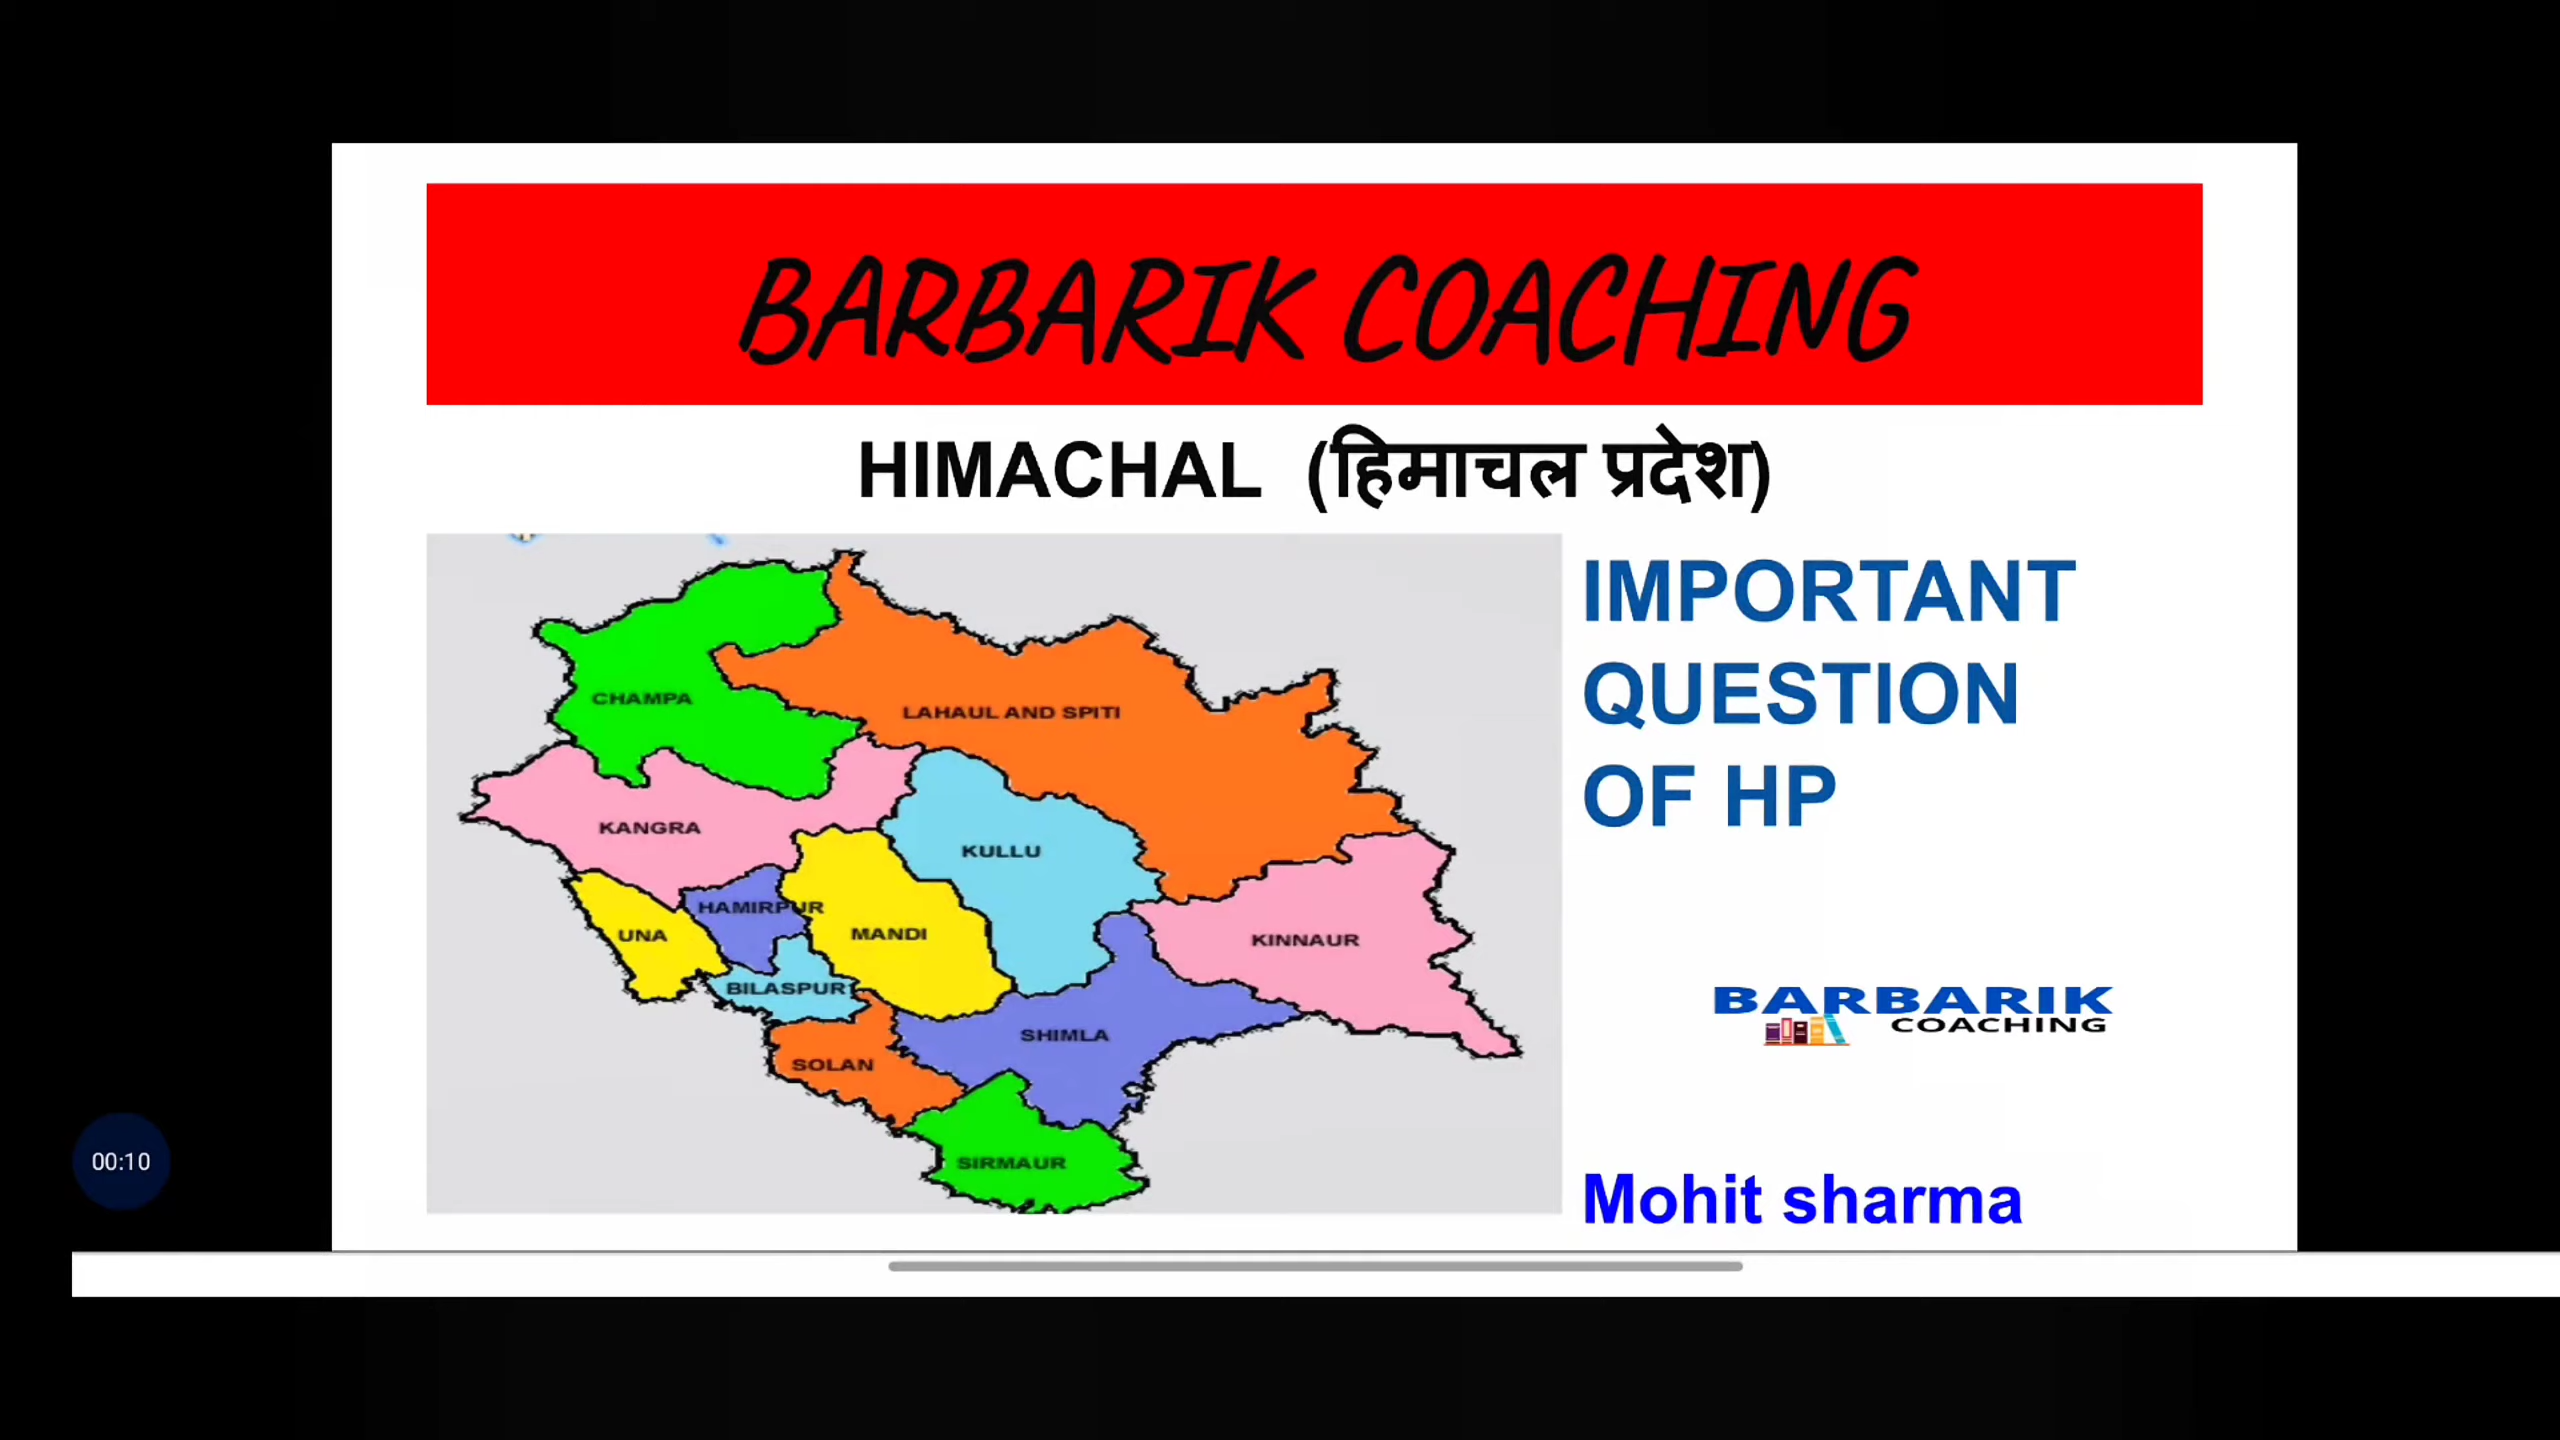 BARBARIK COACHING
HIMACHAL (हिमाचल प्रदेश)
IMPORTANT
QUESTION
OF HP
CHAMPA
LAHAUL AND SPITI
KANGRA
KULLU
HAMIRPUR
UNA
MANDI
KINNAUR
BILASPUR
SHIMLA
SOLAN
SIRMAUR
BARBARIK
COACHING
Mohit sharma
00:10